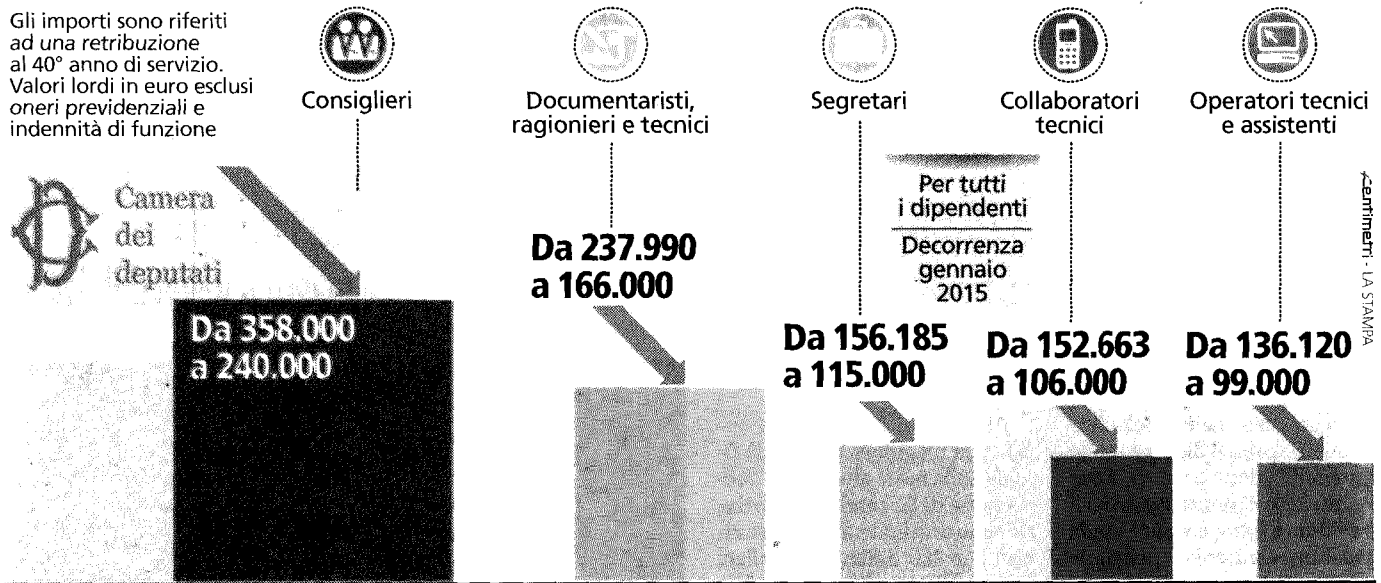 Gli importi sono riferiti
ad una retribuzione
al 40° anno di servizio.
Valori lordi in euro esclusi
oneri previdenziali e
indennità di funzione
Consiglieri
Documentaristi,
ragionieri e tecnici
Segretari
Collaboratori
tecnici
Operatori tecnici
e assistenti
Camera
dei
deputati
Per tutti
i dipendenti
Decorrenza
gennaio
2015
Da 358.000
a 240.000
Da 237.990
a 166.000
Da 156.185
a 115.000
Da 152.663
a 106.000
Da 136.120
a 99.000
Centimetri - LA STAMPA